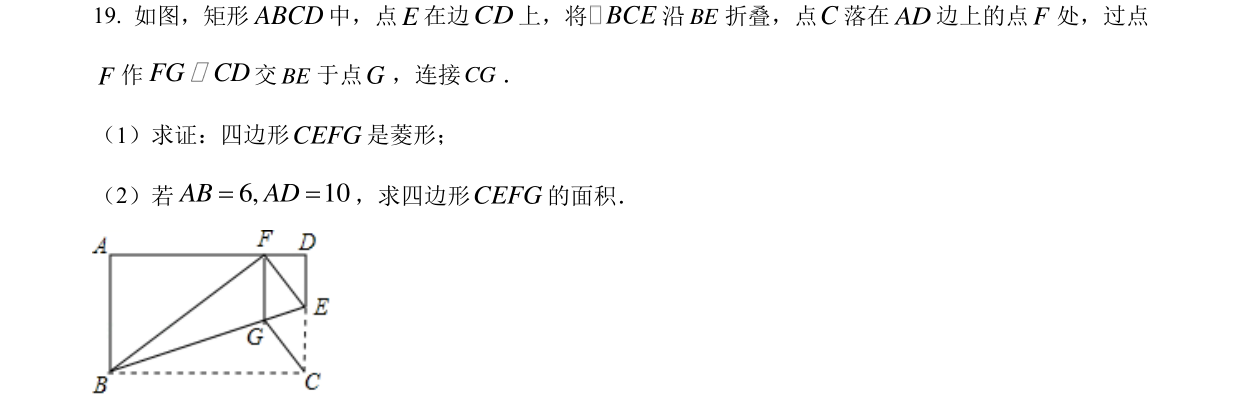 19. 如图，矩形ABCD中，点E在边CD上，将□BCE沿BE折叠，点C落在AD边上的点F处，过点
F作FG□CD交BE于点G，连接CG．
（1）求证：四边形CEFG是菱形；
（2）若AB=6, AD=10，求四边形CEFG的面积．
A F D
E
G
B C